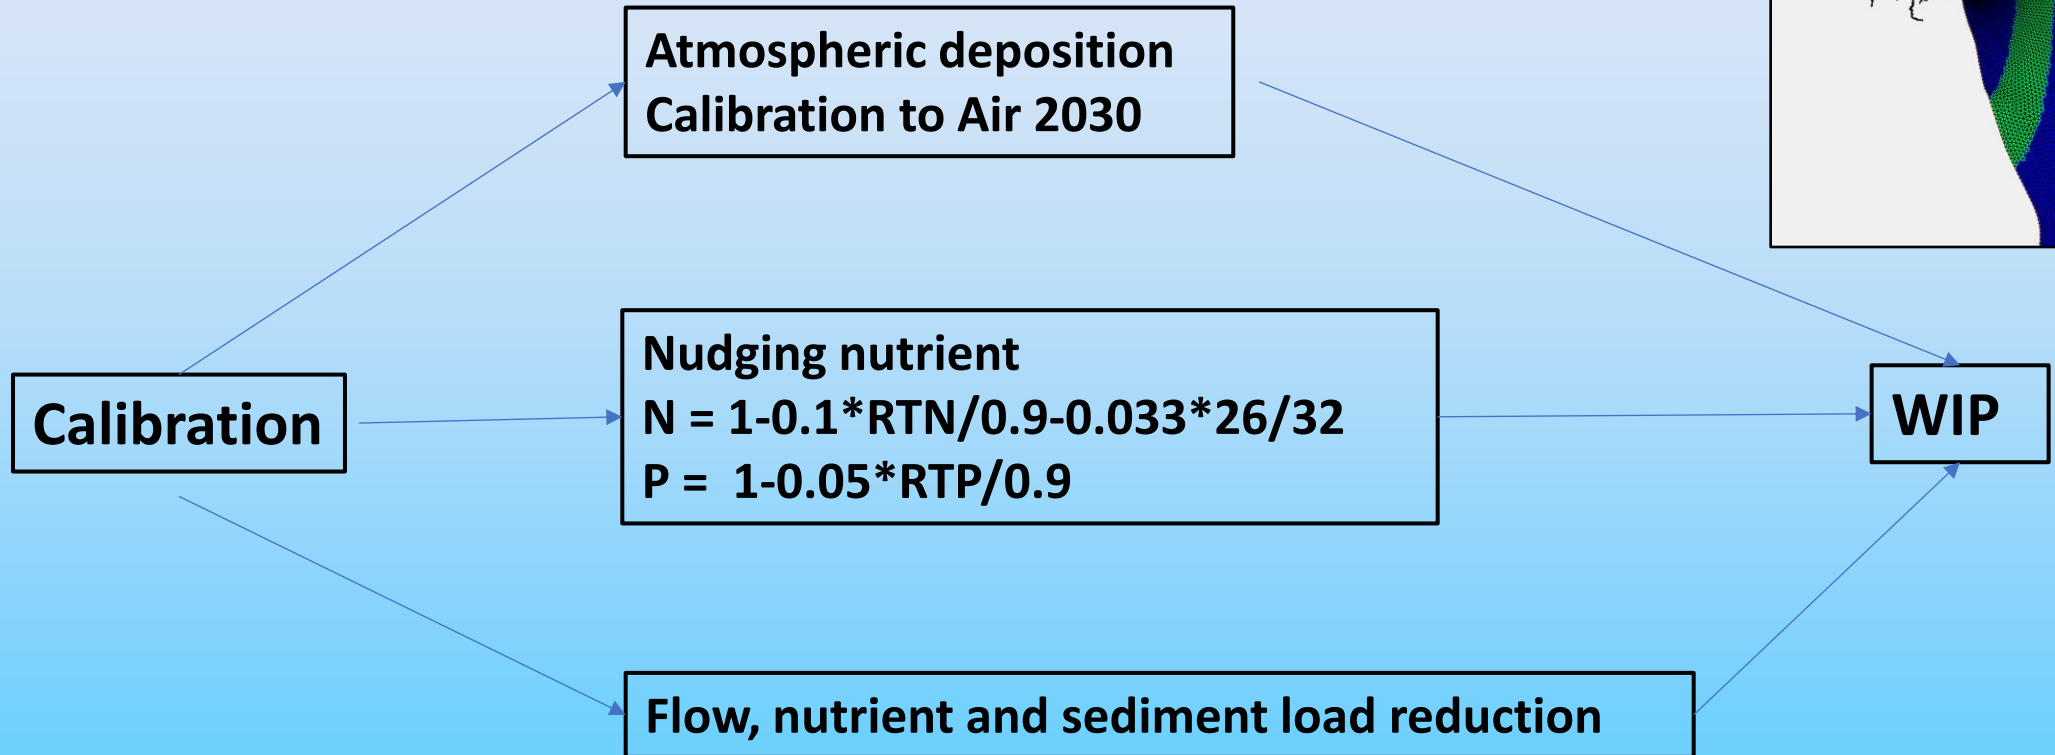 Atmospheric deposition
Calibration to Air 2030
Nudging nutrient
N = 1-0.1*RTN/0.9-0.033*26/32
P =  1-0.05*RTP/0.9
Calibration
WIP
Flow, nutrient and sediment load reduction